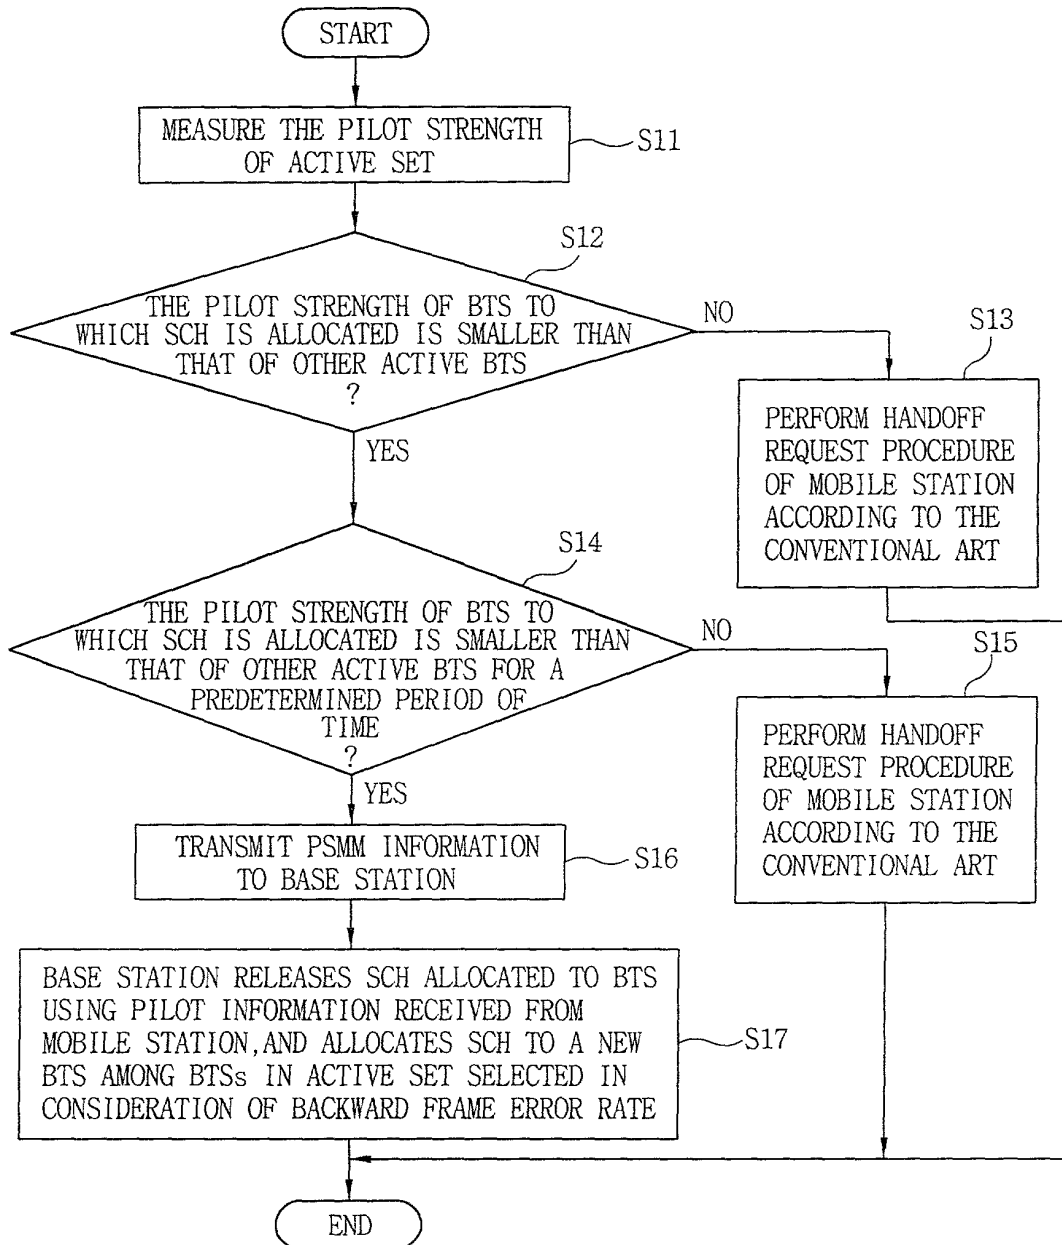 START
MEASURE THE PILOT STRENGTH
OF ACTIVE SET
S11
S12
THE PILOT STRENGTH OF BTS TO
WHICH SCH IS ALLOCATED IS SMALLER THAN
THAT OF OTHER ACTIVE BTS
?
NO
YES
S13
PERFORM HANDOFF
REQUEST PROCEDURE
OF MOBILE STATION
ACCORDING TO THE
CONVENTIONAL ART
S14
THE PILOT STRENGTH OF BTS TO
WHICH SCH IS ALLOCATED IS SMALLER THAN
THAT OF OTHER ACTIVE BTS FOR A
PREDETERMINED PERIOD OF
TIME
?
NO
YES
S15
PERFORM HANDOFF
REQUEST PROCEDURE
OF MOBILE STATION
ACCORDING TO THE
CONVENTIONAL ART
TRANSMIT PSMM INFORMATION
TO BASE STATION
S16
BASE STATION RELEASES SCH ALLOCATED TO BTS
USING PILOT INFORMATION RECEIVED FROM
MOBILE STATION,AND ALLOCATES SCH TO A NEW
BTS AMONG BTSs IN ACTIVE SET SELECTED IN
CONSIDERATION OF BACKWARD FRAME ERROR RATE
S17
END